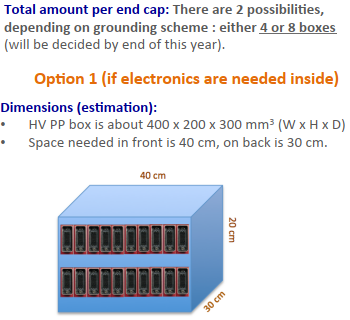 Total amount per end cap: There are 2 possibilities,
depending on grounding scheme : either 4 or 8 boxes
(will be decided by end of this year).
Option 1 (if electronics are needed inside)
Dimensions (estimation):
• HV PP box is about 400 x 200 x 300 mm³ (W x H x D)
• Space needed in front is 40 cm, on back is 30 cm.
40 cm
20 cm
30 cm